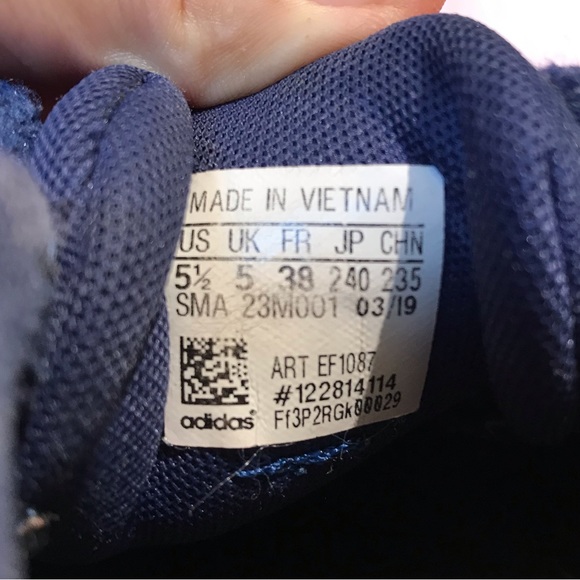 MADE IN VIETNAM
US UK FR JP CHN
5½ 5 38 240 235
SMA 23M001 03/19
ART EF1087
#122814114
adidas® Ff3P2RGk00029